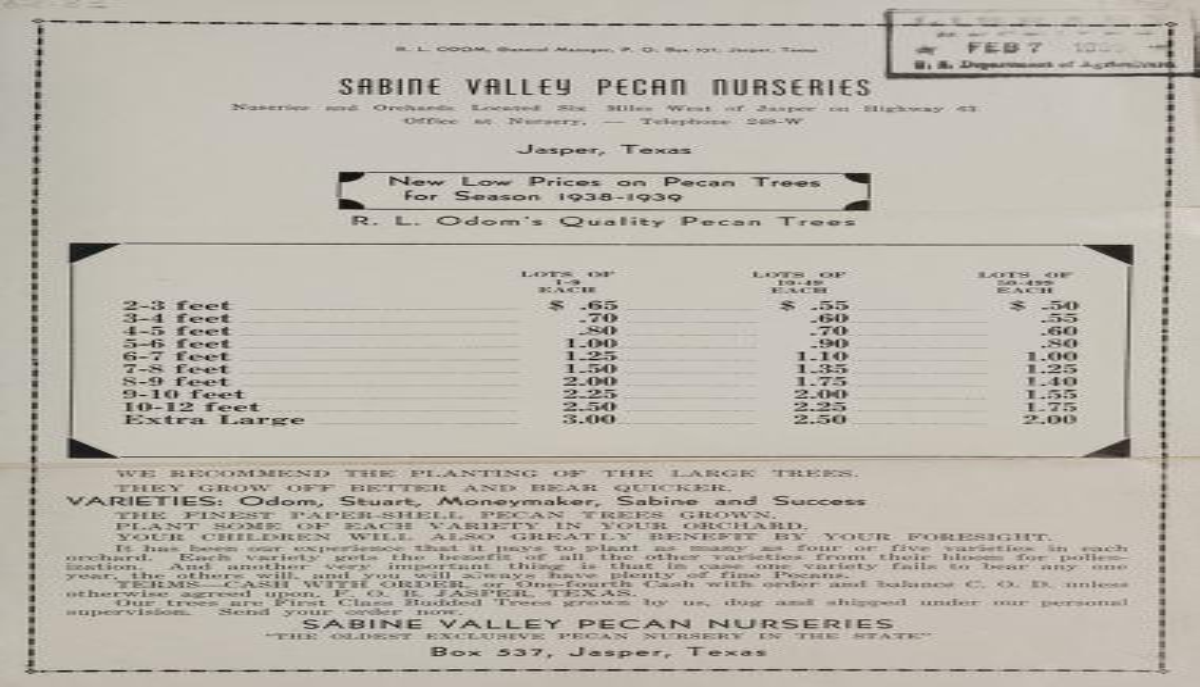 FEB 7
U. S. Department of Agriculture
R. L. ODOM, General Manager, P. O. Box 537, Jasper, Texas
SABINE VALLEY PECAN NURSERIES
Nuseries and Orchards Located Six Miles West of Jasper on Highway 63
Office at Nursery, — Telephone 248-W
Jasper, Texas
New Low Prices on Pecan Trees
for Season 1938-1939
R. L. Odom's Quality Pecan Trees
LOTS OF LOTS OF LOTS OF
1-9 10-49 50-499
EACH EACH EACH
2-3 feet $ .65 $ .55 $ .50
3-4 feet .70 .60 .55
4-5 feet .80 .70 .60
5-6 feet 1.00 .90 .80
6-7 feet 1.25 1.10 1.00
7-8 feet 1.50 1.35 1.25
8-9 feet 2.00 1.75 1.40
9-10 feet 2.25 2.00 1.55
10-12 feet 2.50 2.25 1.75
Extra Large 3.00 2.50 2.00
WE RECOMMEND THE PLANTING OF THE LARGE TREES.
THEY GROW OFF BETTER AND BEAR QUICKER.
VARIETIES: Odom, Stuart, Moneymaker, Sabine and Success
THE FINEST PAPER-SHELL PECAN TREES GROWN.
PLANT SOME OF EACH VARIETY IN YOUR ORCHARD.
YOUR CHILDREN WILL ALSO GREATLY BENEFIT BY YOUR FORESIGHT.
It has been our experience that it pays to plant as many as four or five varieties in each
orchard. Each variety gets the benefit of all the other varieties from their bloom or pollen-
ization. And another very important thing is that in case one variety fails to bear any one
year, the others will, and you will always have plenty of fine Pecans.
TERMS—CASH WITH ORDER, or One-fourth Cash with order and balance C. O. D. unless
otherwise agreed upon, F. O. B. JASPER, TEXAS.
Our trees are First Class Budded Trees grown by us, dug and shipped under our personal
supervision. Send your order now.
SABINE VALLEY PECAN NURSERIES
"THE OLDEST EXCLUSIVE PECAN NURSERY IN THE STATE"
Box 537, Jasper, Texas